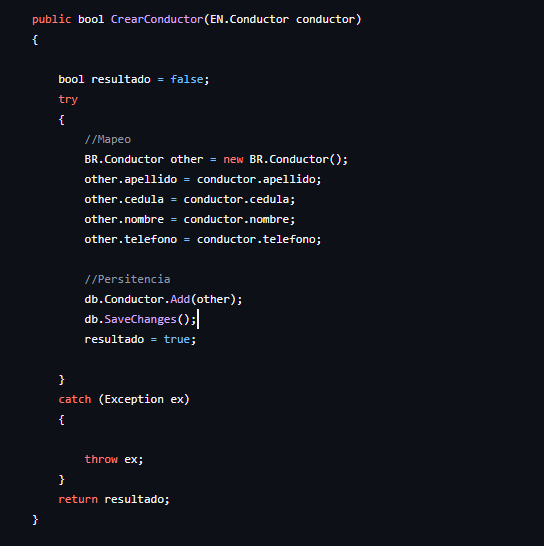 public bool CrearConductor(EN.Conductor conductor)
{
bool resultado = false;
try
{
//Mapeo
BR.Conductor other = new BR.Conductor();
other.apellido = conductor.apellido;
other.cedula = conductor.cedula;
other.nombre = conductor.nombre;
other.telefono = conductor.telefono;
//Persitencia
db.Conductor.Add(other);
db.SaveChanges();
resultado = true;
}
catch (Exception ex)
{
throw ex;
}
return resultado;
}